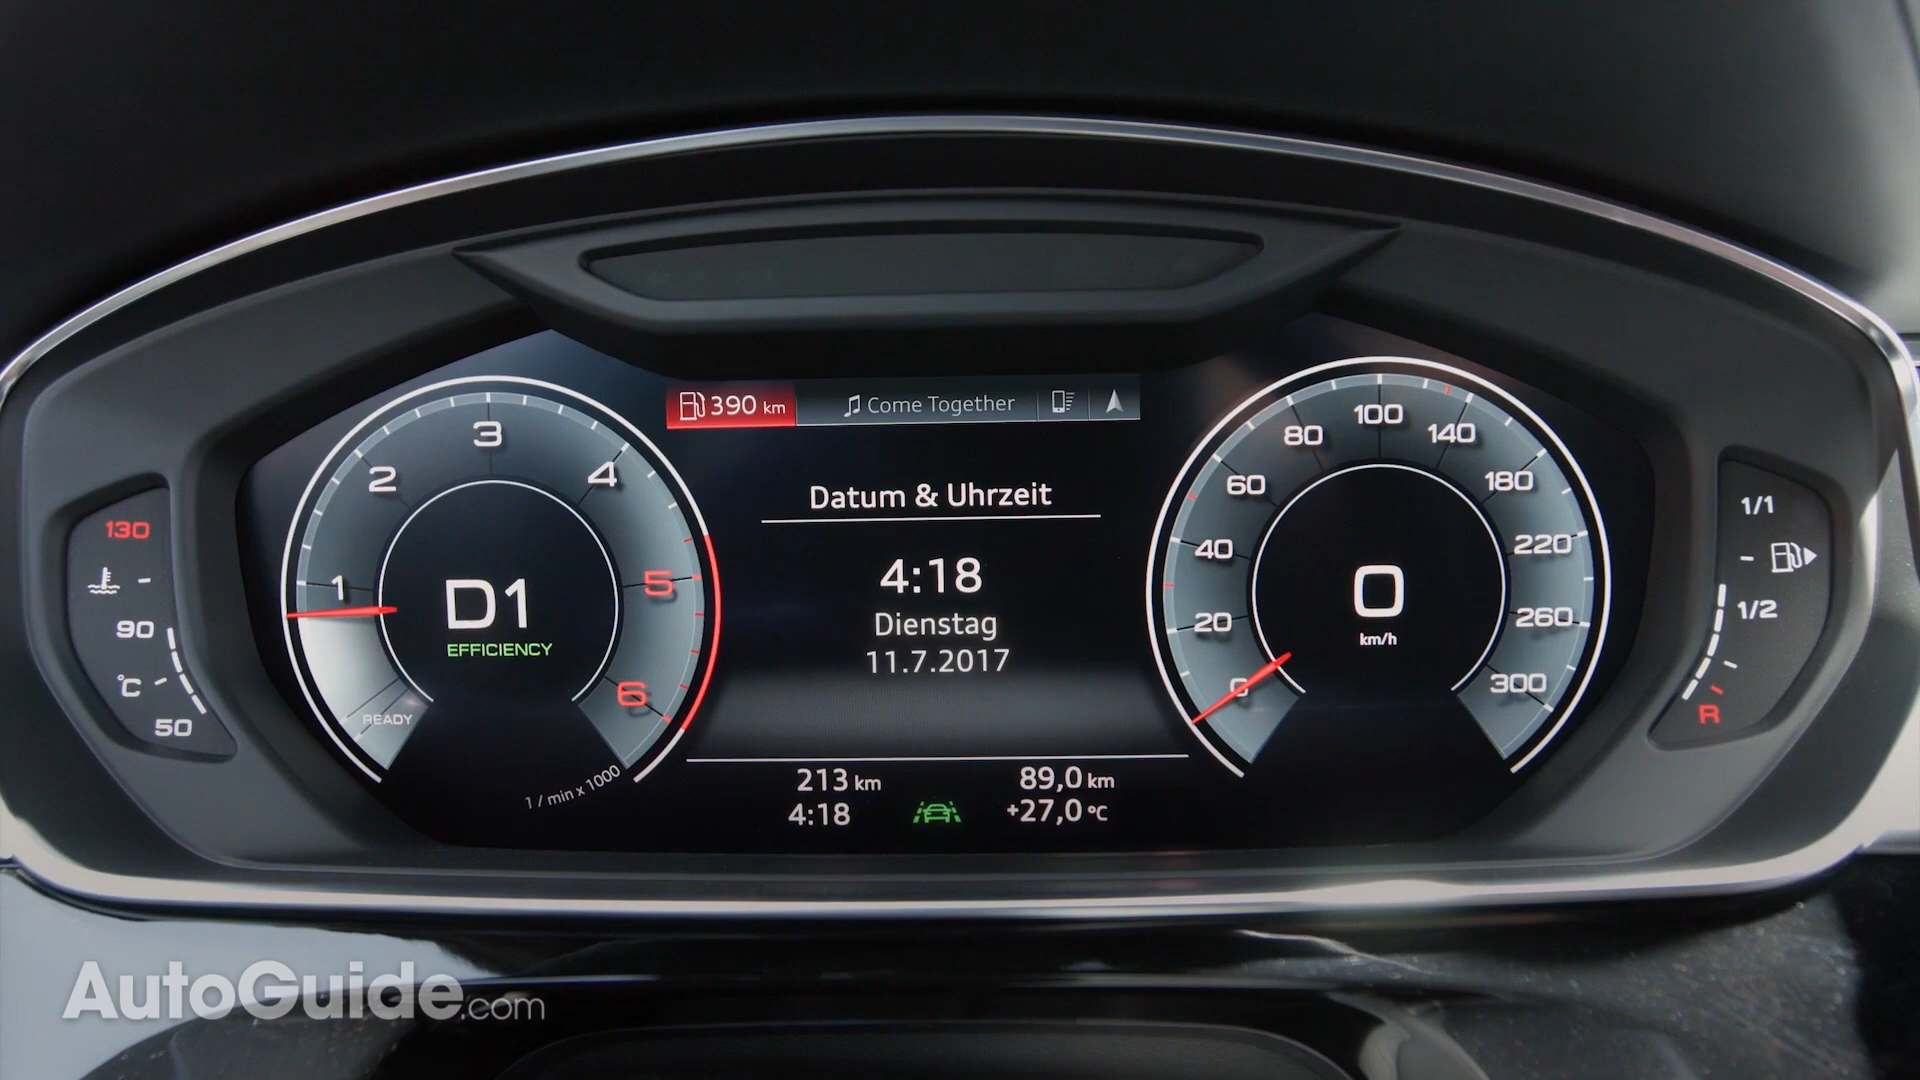 390 km
Come Together
Datum & Uhrzeit
4:18
Dienstag
11.7.2017
213 km
89,0 km
4:18
+27,0 °C
130
90
°C
50
1
2
3
4
5
6
READY
D1
EFFICIENCY
1 / min x 1000
0
20
40
60
80
100
140
180
220
260
300
0
km/h
1/1
1/2
R
AutoGuide.com